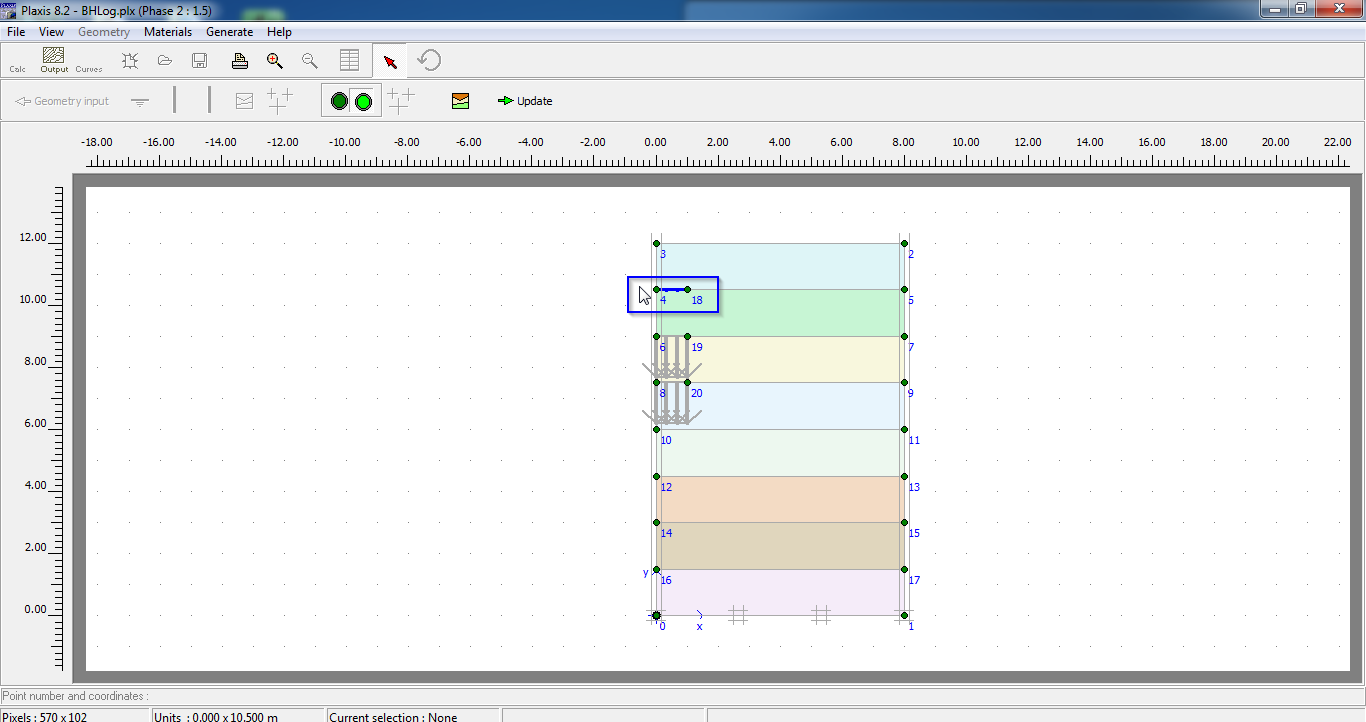 PLAXIS Plaxis 8.2 - BHLog.plx (Phase 2 : 1.5)
File View Geometry Materials Generate Help
Calc Output Curves
Geometry input Update
-18.00 -16.00 -14.00 -12.00 -10.00 -8.00 -6.00 -4.00 -2.00 0.00 2.00 4.00 6.00 8.00 10.00 12.00 14.00 16.00 18.00 20.00 22.00
12.00
3 2
10.00
4 18 5
6 19 7
8.00
8 20 9
6.00
10 11
4.00
12 13
14 15
2.00
y 16 17
0.00
0 x 1
Point number and coordinates :
Pixels : 570 x 102 Units : 0.000 x 10.500 m Current selection : None